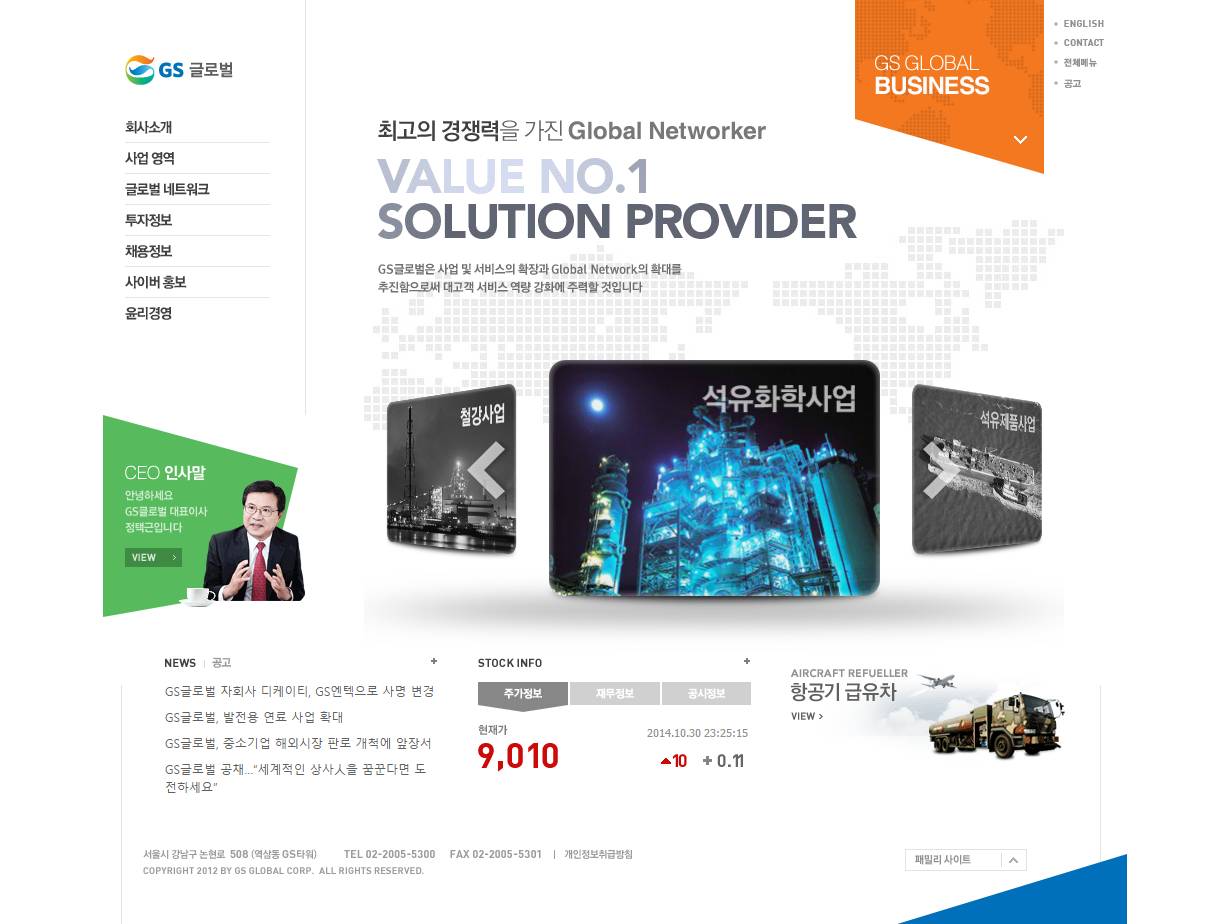 GS 글로벌
회사소개
사업 영역
글로벌 네트워크
투자정보
채용정보
사이버 홍보
윤리경영
GS GLOBAL
BUSINESS
ENGLISH
CONTACT
전체메뉴
공고
최고의 경쟁력을 가진 Global Networker
VALUE NO.1
SOLUTION PROVIDER
GS글로벌은 사업 및 서비스의 확장과 Global Network의 확대를
추진함으로써 대고객 서비스 역량 강화에 주력할 것입니다
철강사업
석유화학사업
석유제품사업
CEO 인사말
안녕하세요
GS글로벌 대표이사
정택근입니다
VIEW >
NEWS | 공고 +
GS글로벌 자회사 디케이티, GS엔텍으로 사명 변경
GS글로벌, 발전용 연료 사업 확대
GS글로벌, 중소기업 해외시장 판로 개척에 앞장서
GS글로벌 공채…“세계적인 상사人을 꿈꾼다면 도
전하세요”
STOCK INFO +
주가정보 재무정보 공시정보
현재가 2014.10.30 23:25:15
9,010 ▲10 + 0.11
AIRCRAFT REFUELLER
항공기 급유차
VIEW >
서울시 강남구 논현로 508 (역삼동 GS타워) TEL 02-2005-5300 FAX 02-2005-5301 | 개인정보취급방침
COPYRIGHT 2012 BY GS GLOBAL CORP. ALL RIGHTS RESERVED.
패밀리 사이트